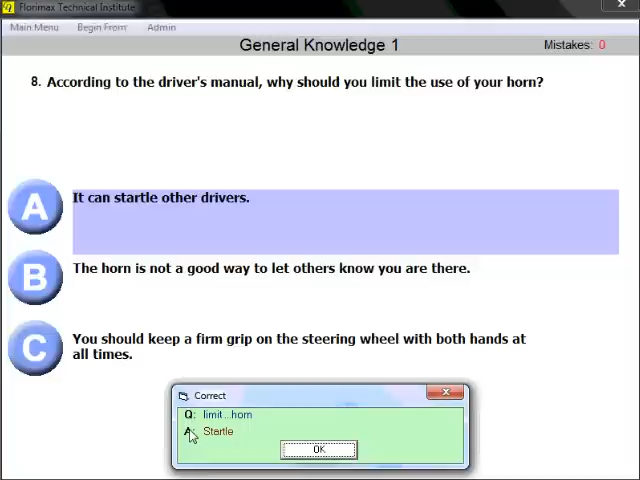 Florimax Technical Institute
Main Menu Begin From Admin
General Knowledge 1 Mistakes: 0
8. According to the driver's manual, why should you limit the use of your horn?
A It can startle other drivers.
B The horn is not a good way to let others know you are there.
C You should keep a firm grip on the steering wheel with both hands at
all times.
Correct
Q: limit...horn
A: Startle
OK